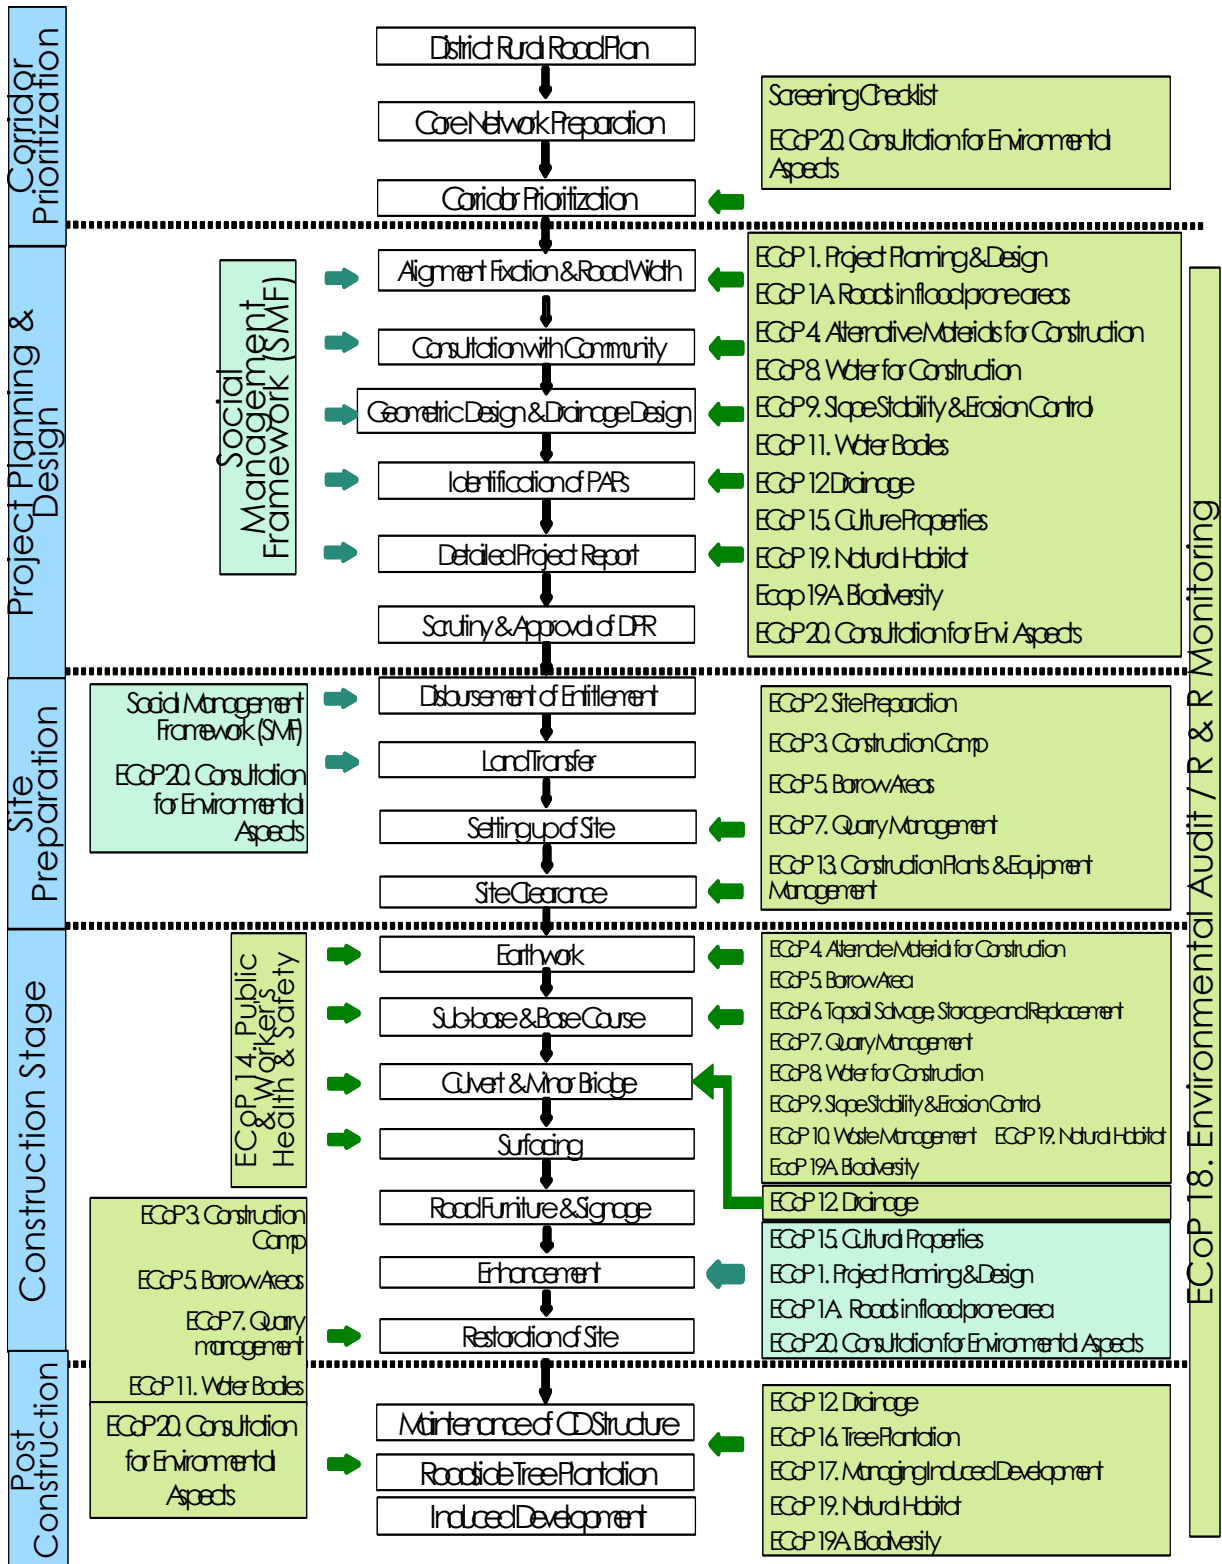 Corridor
Prioritization
District Rural Road Plan
Core Network Preparation
Corridor Prioritization
Screening Checklist
ECoP 20. Consultation for Environmental
Aspects
Project Planning &
Design
Social
Management
Framework (SMF)
Alignment Fixation & Road Width
Consultation with Community
Geometric Design & Drainage Design
Identification of PAPs
Detailed Project Report
Scrutiny & Approval of DPR
ECoP 1. Project Planning & Design
ECoP 1A. Roads in flood prone areas
ECoP 4. Alternative Materials for Construction
ECoP 8. Water for Construction
ECoP 9. Slope Stability & Erosion Control
ECoP 11. Water Bodies
ECoP 12 Drainage
ECoP 15. Culture Properties
ECoP 19. Natural Habitat
Ecop 19A. Biodiversity
ECoP 20. Consultation for Envi Aspects
Site
Preparation
Social Management
Framework (SMF)
ECoP 20. Consultation
for Environmental
Aspects
Disbursement of Entitlement
Land Transfer
Setting up of Site
Site Clearance
ECoP 2. Site Preparation
ECoP 3. Construction Camp
ECoP 5. Borrow Areas
ECoP 7. Quarry Management
ECoP 13. Construction Plants & Equipment
Management
Construction Stage
ECoP 14. Public
& Worker's
Health & Safety
ECoP 3. Construction
Camp
ECoP 5. Borrow Areas
ECoP 7. Quarry
management
ECoP 11. Water Bodies
Earthwork
Sub-base & Base Course
Culvert & Minor Bridge
Surfacing
Road Furniture & Signage
Enhancement
Restoration of Site
ECoP 4. Alternate Material for Construction
ECoP 5. Borrow Area
ECoP 6. Topsoil Salvage, Storage and Replacement
ECoP 7. Quarry Management
ECoP 8. Water for Construction
ECoP 9. Slope Stability & Erosion Control
ECoP 10. Waste Management ECoP 19. Natural Habitat
EcoP 19A. Biodiversity
ECoP 12. Drainage
ECoP 15. Cultural Properties
ECoP 1. Project Planning & Design
ECoP 1A. Roads in flood prone area
ECoP 20. Consultation for Environmental Aspects
Post
Construction
ECoP 20. Consultation
for Environmental
Aspects
Maintenance of CD Structure
Roadside Tree Plantation
Induced Development
ECoP 12. Drainage
ECoP 16. Tree Plantation
ECoP 17. Managing Induced Development
ECoP 19. Natural Habitat
ECoP 19A. Biodiversity
ECoP 18. Environmental Audit / R & R Monitoring